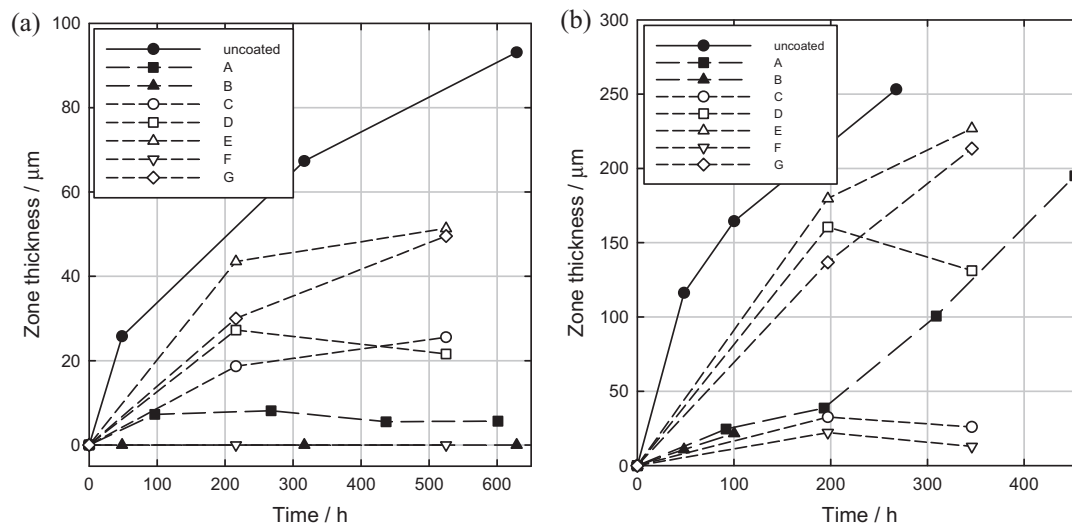 (a)
100
80
60
40
20
0
Zone thickness / μm
uncoated
A
B
C
D
E
F
G
0 100 200 300 400 500 600
Time / h
(b)
300
250
200
150
100
50
0
Zone thickness / μm
uncoated
A
B
C
D
E
F
G
0 100 200 300 400
Time / h